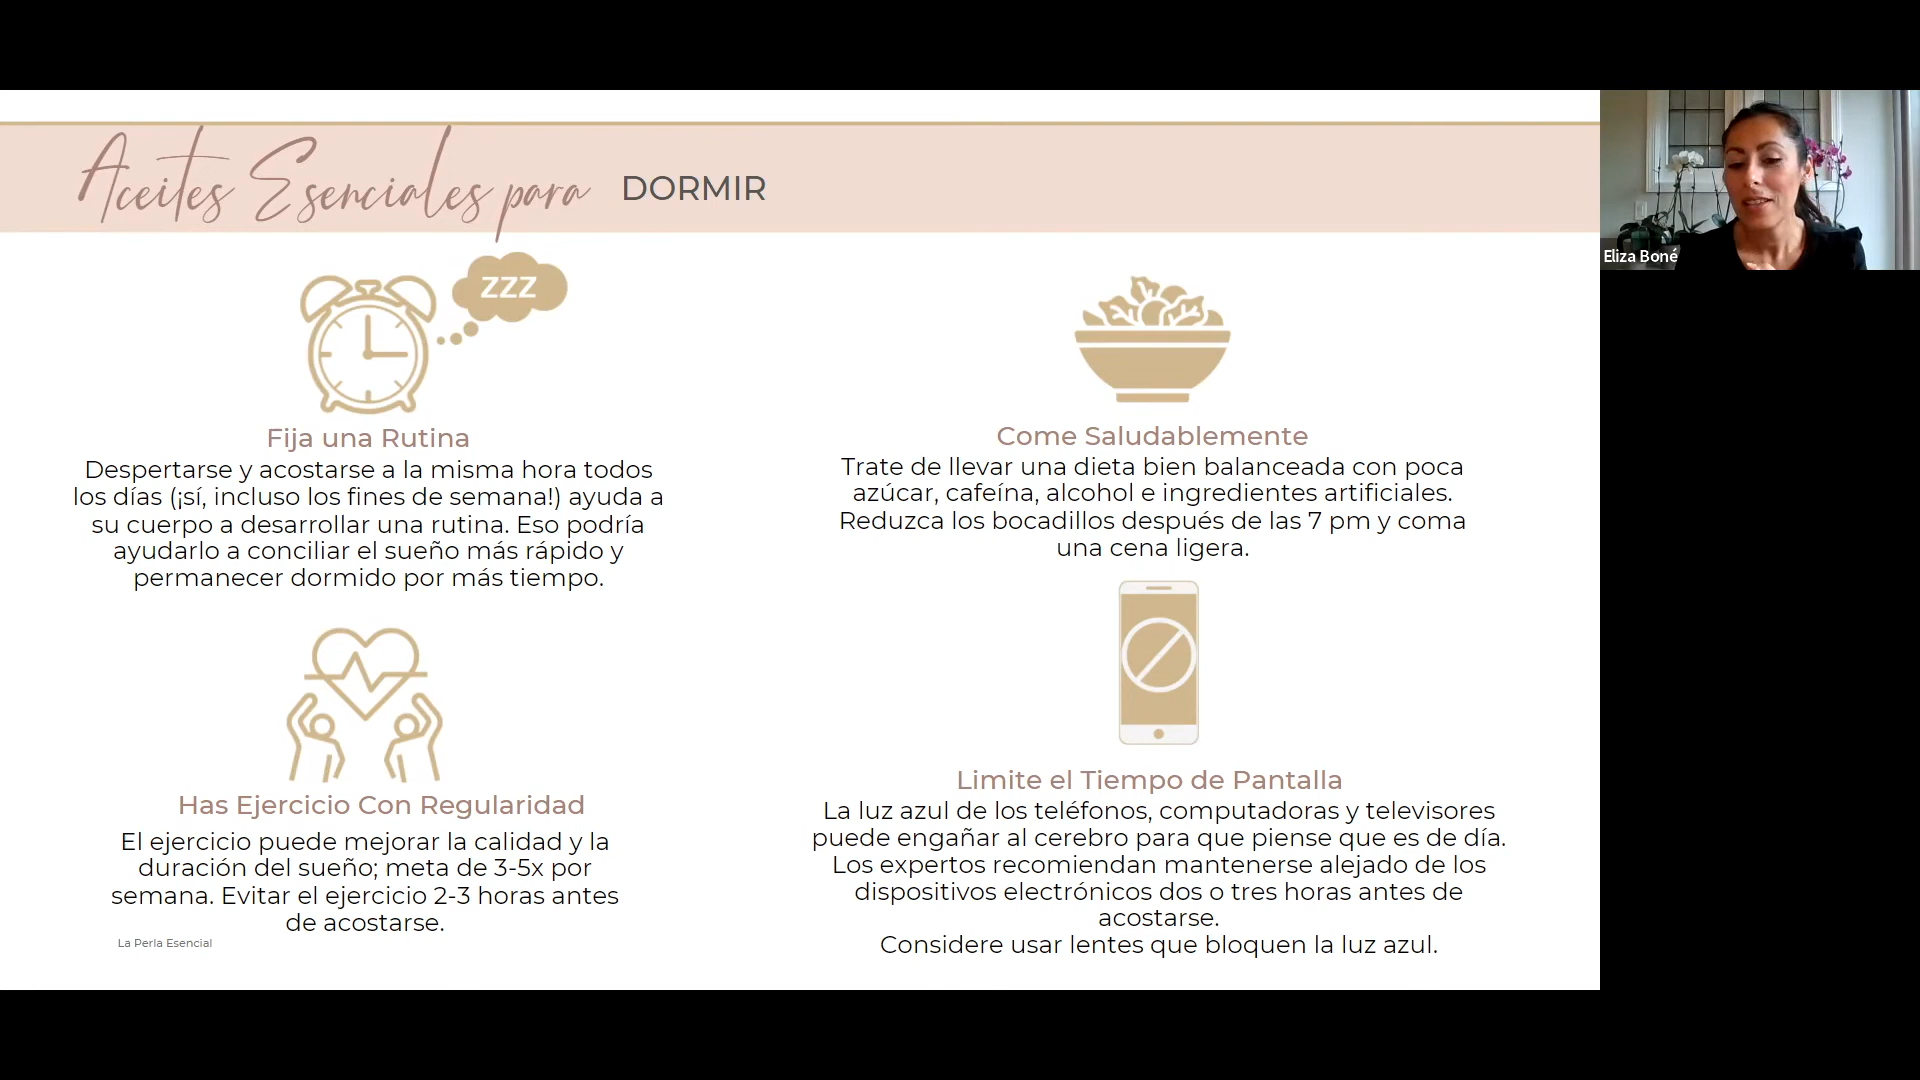 Aceites Esenciales para DORMIR
ZZZ
Fija una Rutina
Despertarse y acostarse a la misma hora todos
los días (¡sí, incluso los fines de semana!) ayuda a
su cuerpo a desarrollar una rutina. Eso podría
ayudarlo a conciliar el sueño más rápido y
permanecer dormido por más tiempo.
Come Saludablemente
Trate de llevar una dieta bien balanceada con poca
azúcar, cafeína, alcohol e ingredientes artificiales.
Reduzca los bocadillos después de las 7 pm y coma
una cena ligera.
Has Ejercicio Con Regularidad
El ejercicio puede mejorar la calidad y la
duración del sueño; meta de 3-5x por
semana. Evitar el ejercicio 2-3 horas antes
de acostarse.
La Perla Esencial
Limite el Tiempo de Pantalla
La luz azul de los teléfonos, computadoras y televisores
puede engañar al cerebro para que piense que es de día.
Los expertos recomiendan mantenerse alejado de los
dispositivos electrónicos dos o tres horas antes de
acostarse.
Considere usar lentes que bloquen la luz azul.
Eliza Boné